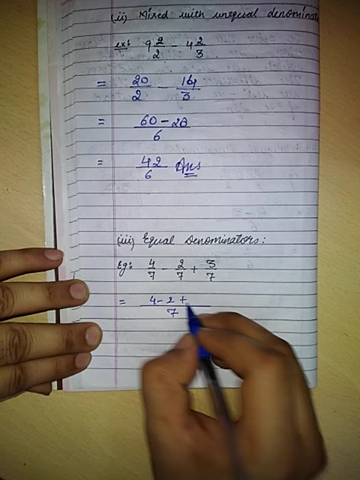 (ii) Mixed with unequal denominators
ex: 9 2/2 - 4 2/3
= 20/2 - 14/3
= 60 - 28/6
= 42/6 Ans
(iii) Equal Denominators:
Eg: 4/7 - 2/7 + 3/7
= 4 - 2 +/7